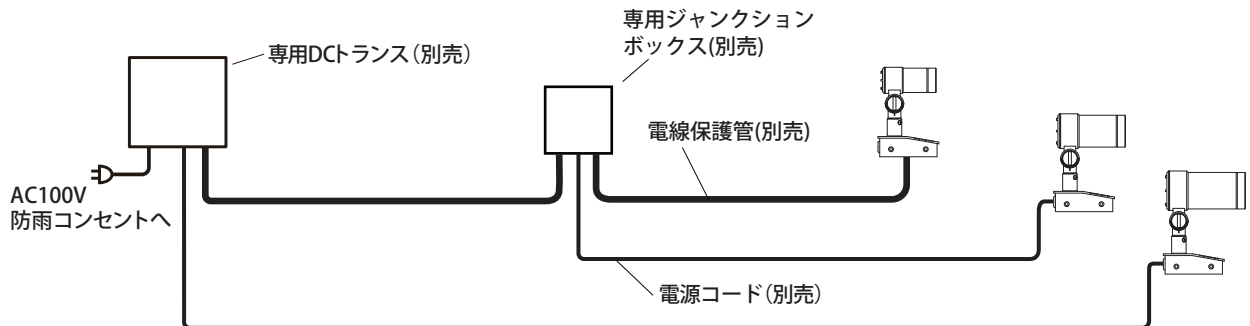 専用DCトランス（別売）
専用ジャンクション
ボックス(別売)
電線保護管(別売)
AC100V
防雨コンセントへ
電源コード（別売）